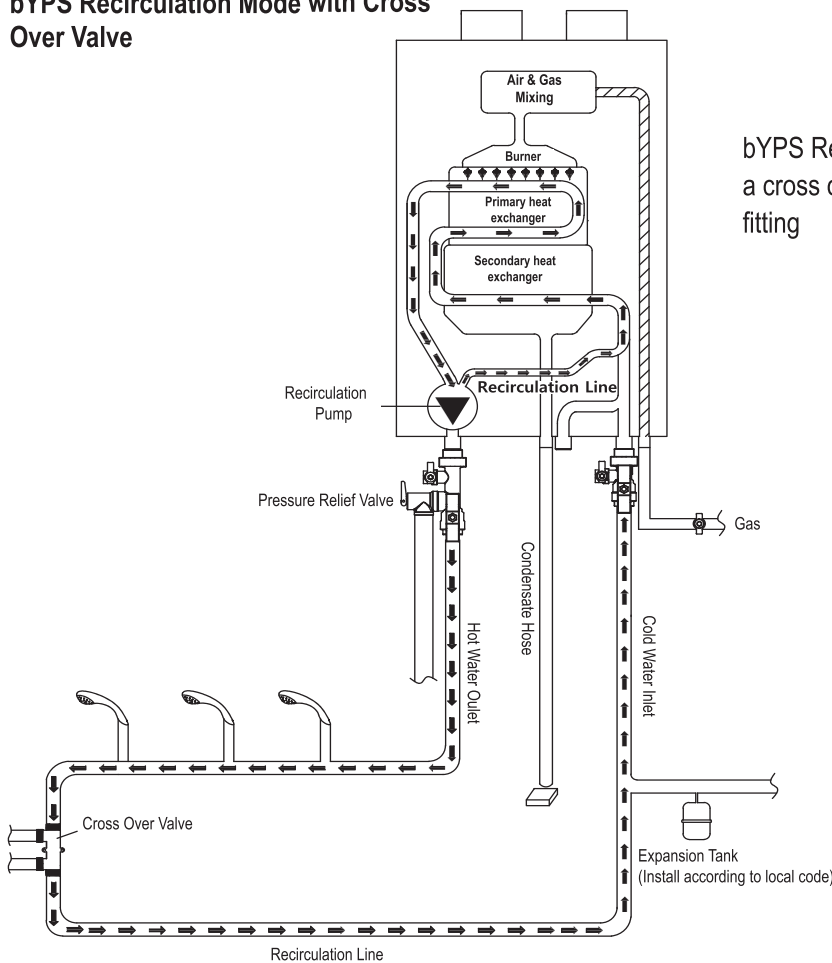 bYPS Recirculation Mode with Cross
Over Valve
Air & Gas
Mixing
Burner
Primary heat
exchanger
Secondary heat
exchanger
bYPS
a cross
fitting
Recirculation Line
Recirculation
Pump
Pressure Relief Valve
Gas
Condensate Hose
Hot Water Oulet
Cold Water Inlet
Cross Over Valve
Expansion Tank
(Install according to local code)
Recirculation Line